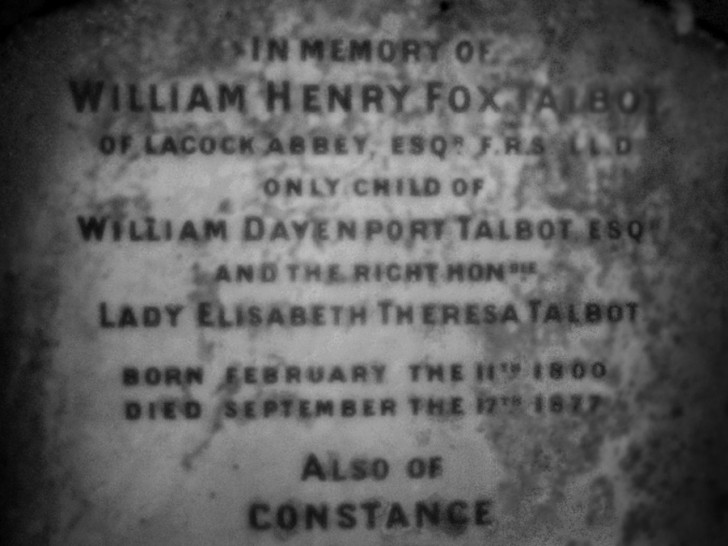 IN MEMORY OF
WILLIAM HENRY FOX TALBOT
OF LACOCK ABBEY, ESQR F.R.S. LL.D
ONLY CHILD OF
WILLIAM DAVENPORT TALBOT ESQR
AND THE RIGHT HONBLE
LADY ELISABETH THERESA TALBOT
BORN FEBRUARY THE 11TH 1800
DIED SEPTEMBER THE 17TH 1877
ALSO OF
CONSTANCE